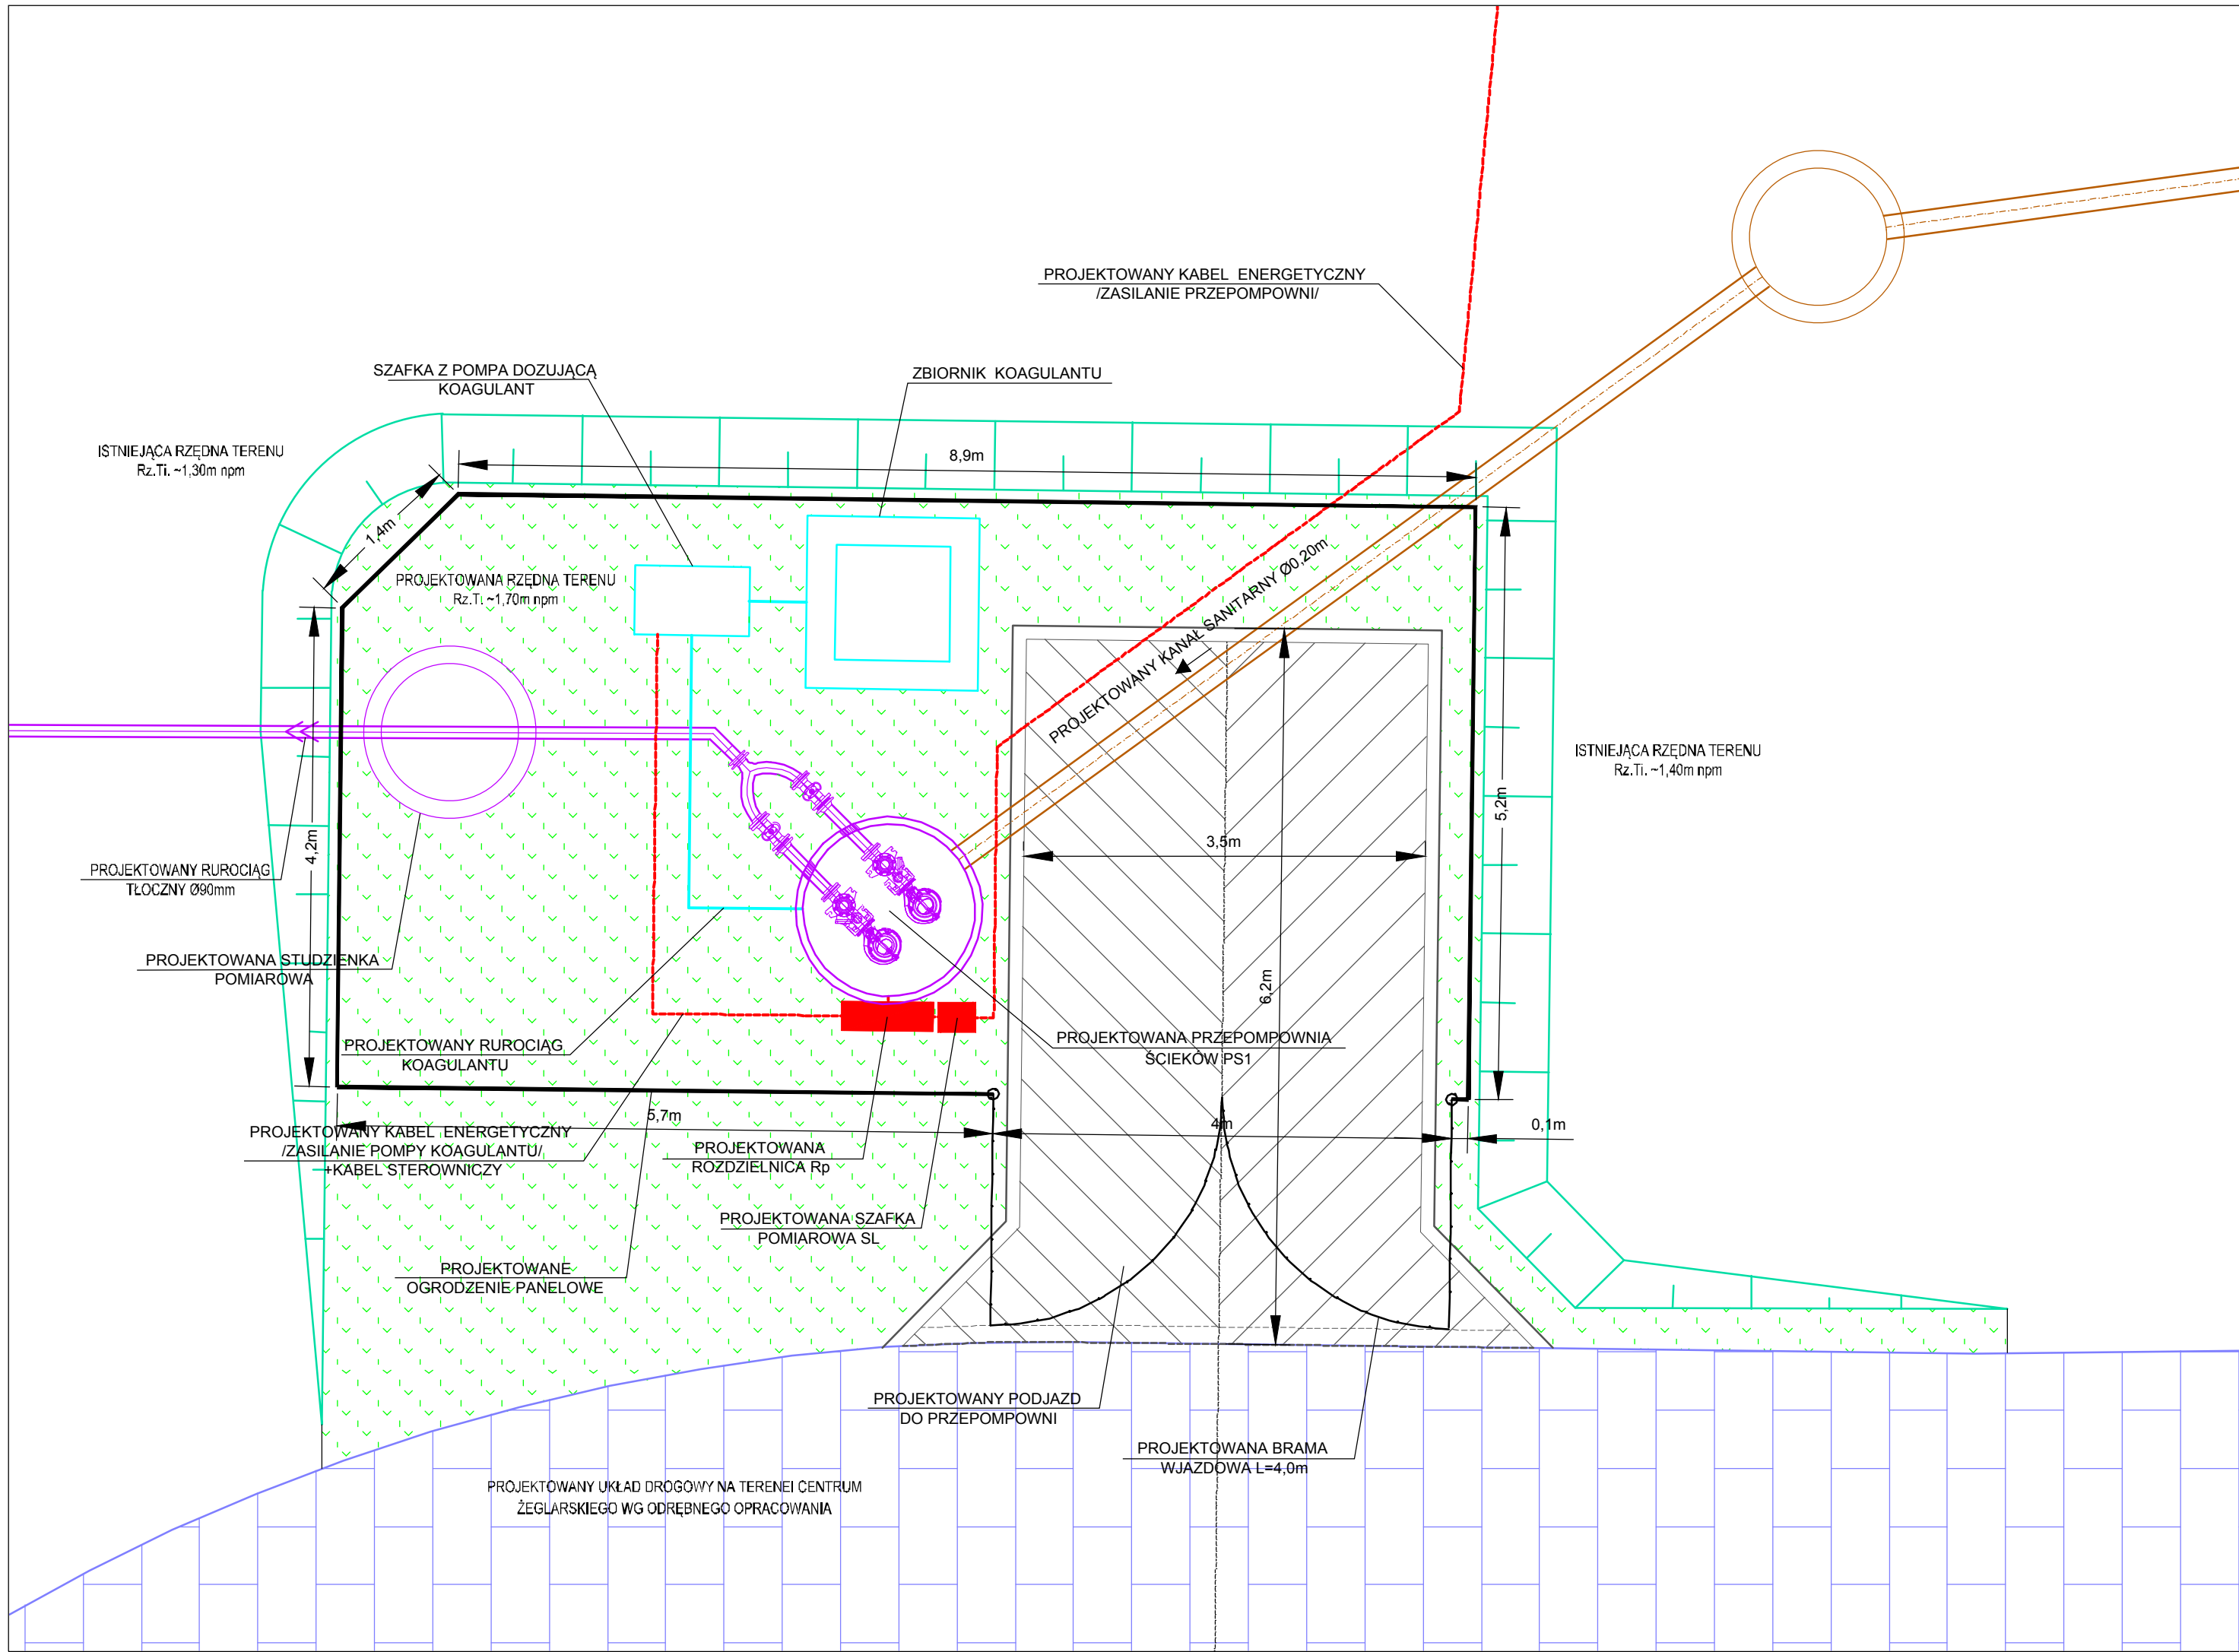 PROJEKTOWANY KABEL ENERGETYCZNY
/ZASILANIE PRZEPOMPOWNI/
SZAFKA Z POMPA DOZUJĄCĄ
KOAGULANT
ZBIORNIK KOAGULANTU
ISTNIEJĄCA RZĘDNA TERENU
Rz.Ti. ~1,30m npm
8,9m
1,4m
PROJEKTOWANA RZĘDNA TERENU
Rz.T. ~1,70m npm
PROJEKTOWANY KANAŁ SANITARNY Ø0,20m
ISTNIEJĄCA RZĘDNA TERENU
Rz.Ti. ~1,40m npm
5,2m
4,2m
3,5m
PROJEKTOWANY RUROCIĄG
TŁOCZNY Ø90mm
PROJEKTOWANA STUDZIENKA
POMIAROWA
6,2m
PROJEKTOWANY RUROCIĄG
KOAGULANTU
PROJEKTOWANA PRZEPOMPOWNIA
ŚCIEKÓW PS1
5,7m
4m
0,1m
PROJEKTOWANY KABEL ENERGETYCZNY
/ZASILANIE POMPY KOAGULANTU/
+KABEL STEROWNICZY
PROJEKTOWANA
ROZDZIELNICA Rp
PROJEKTOWANA SZAFKA
POMIAROWA SL
PROJEKTOWANE
OGRODZENIE PANELOWE
PROJEKTOWANY PODJAZD
DO PRZEPOMPOWNI
PROJEKTOWANA BRAMA
WJAZDOWA L=4,0m
PROJEKTOWANY UKŁAD DROGOWY NA TERENEI CENTRUM
ŻEGLARSKIEGO WG ODRĘBNEGO OPRACOWANIA